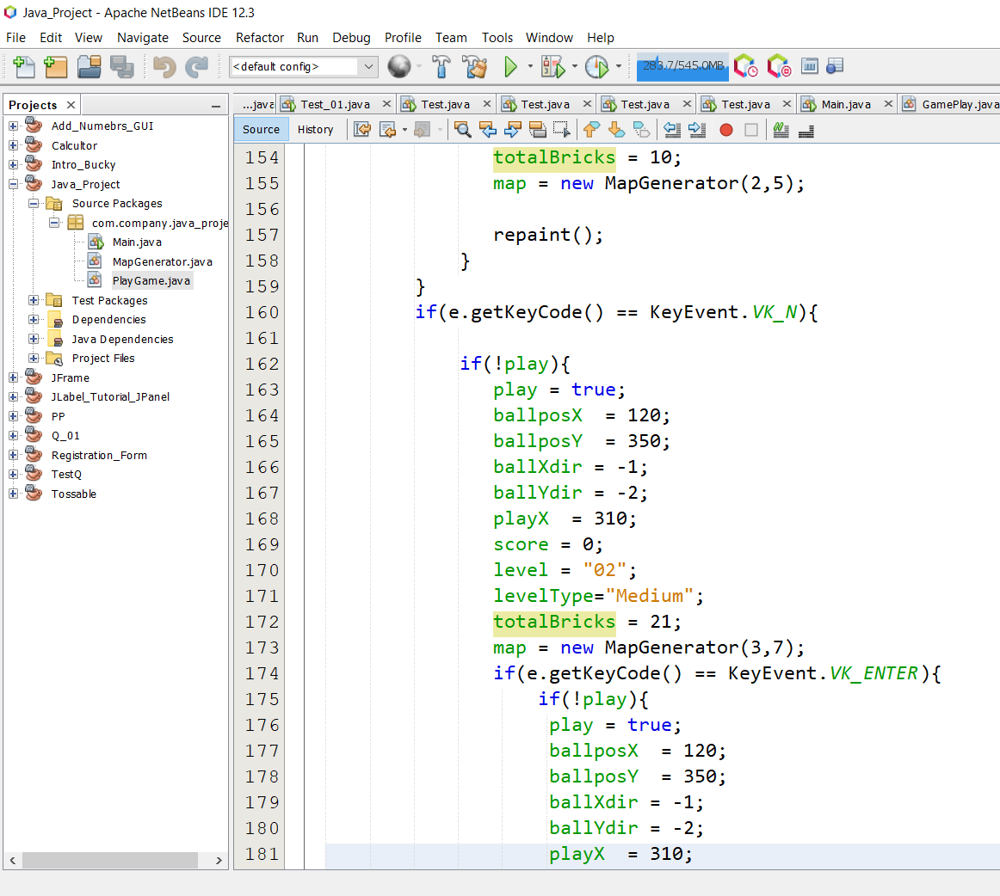 Java_Project - Apache NetBeans IDE 12.3
File Edit View Navigate Source Refactor Run Debug Profile Team Tools Window Help
<default config>
283.7/545.0MB
Projects
...java Test_01.java Test.java Test.java Test.java Test.java Main.java GamePlay.java
Source History
Add_Numebrs_GUI
Calcultor
Intro_Bucky
Java_Project
Source Packages
com.company.java_proje
Main.java
MapGenerator.java
PlayGame.java
Test Packages
Dependencies
Java Dependencies
Project Files
JFrame
JLabel_Tutorial_JPanel
PP
Q_01
Registration_Form
TestQ
Tossable
154 totalBricks = 10;
155 map = new MapGenerator(2,5);
156
157 repaint();
158 }
159 }
160 if(e.getKeyCode() == KeyEvent.VK_N){
161
162 if(!play){
163 play = true;
164 ballposX = 120;
165 ballposY = 350;
166 ballXdir = -1;
167 ballYdir = -2;
168 playX = 310;
169 score = 0;
170 level = "02";
171 levelType="Medium";
172 totalBricks = 21;
173 map = new MapGenerator(3,7);
174 if(e.getKeyCode() == KeyEvent.VK_ENTER){
175 if(!play){
176 play = true;
177 ballposX = 120;
178 ballposY = 350;
179 ballXdir = -1;
180 ballYdir = -2;
181 playX = 310;